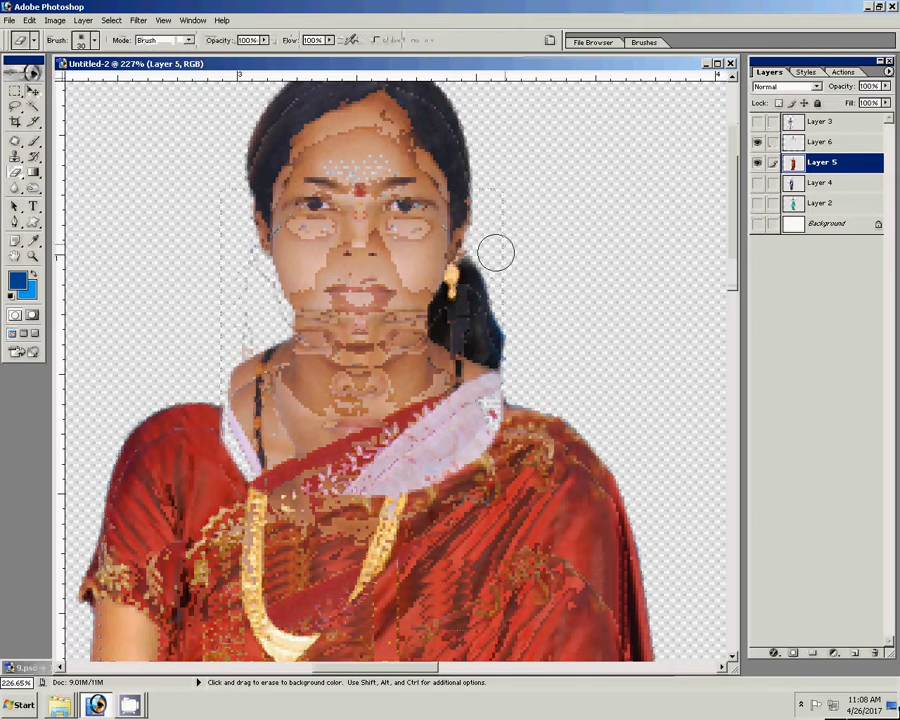 Adobe Photoshop
File Edit Image Layer Select Filter View Window Help
Brush: 30 Mode: Brush Opacity: 100% Flow: 100% File Browser Brushes
Untitled-2 @ 227% (Layer 5, RGB)
3 4
Layers Styles Actions
Normal Opacity: 100%
Lock: Fill: 100%
Layer 3
Layer 6
Layer 5
Layer 4
Layer 2
Background
9.psd
226.65% Doc: 9.01M/11M Click and drag to erase to background color. Use Shift, Alt, and Ctrl for additional options.
Start 11:08 AM
4/26/2017